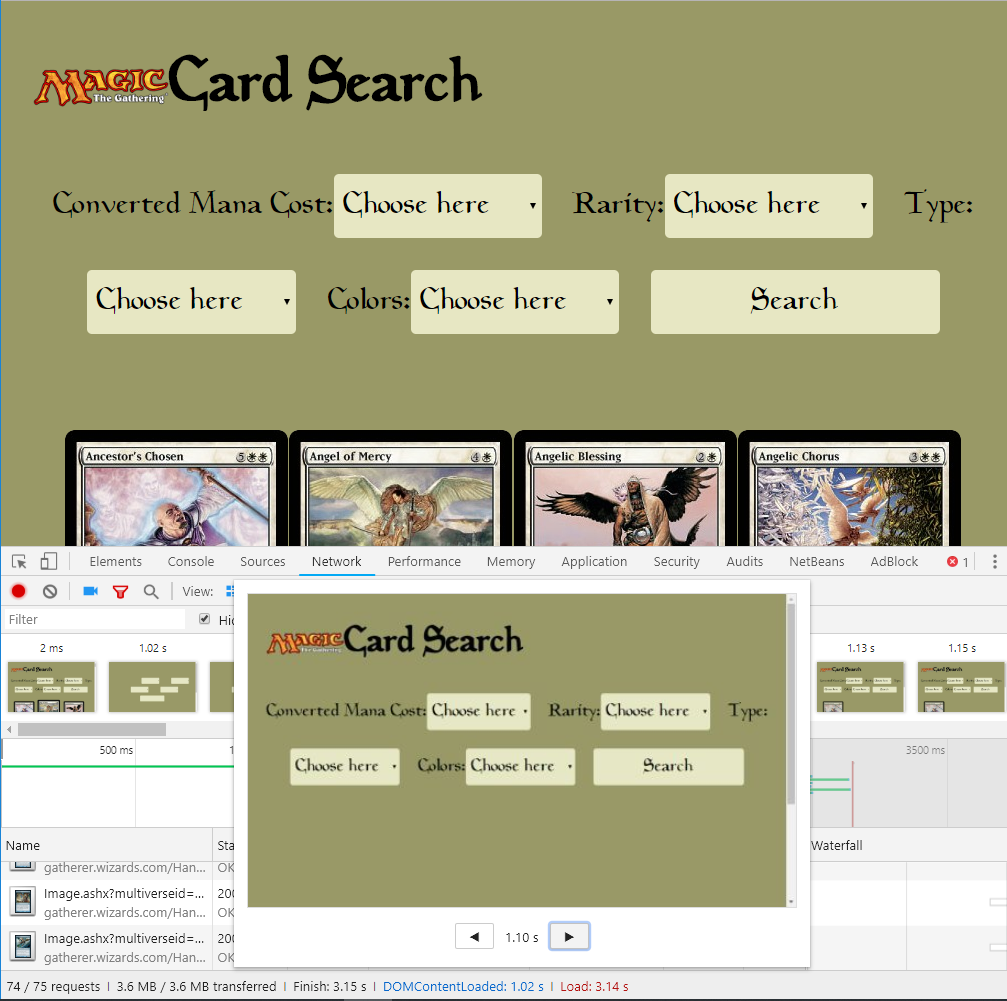 MAGIC Card Search
The Gathering
Converted Mana Cost: Choose here Rarity: Choose here Type:
Choose here Colors: Choose here Search
Ancestor's Chosen 5 Angel of Mercy 4 Angelic Blessing 2 Angelic Chorus 3
Elements Console Sources Network Performance Memory Application Security Audits NetBeans AdBlock 1
View:
Filter Hid
2 ms 1.02 s 1.13 s 1.15 s
MAGIC Card Search
The Gathering
Converted Mana Cost: Choose here Rarity: Choose here Type:
Choose here Colors: Choose here Search
500 ms 1 3500 ms
Name Sta Waterfall
gatherer.wizards.com/Han... OK
Image.ashx?multiverseid=... 200
gatherer.wizards.com/Han... OK
Image.ashx?multiverseid=... 200
gatherer.wizards.com/Han... OK
1.10 s
74 / 75 requests | 3.6 MB / 3.6 MB transferred | Finish: 3.15 s | DOMContentLoaded: 1.02 s | Load: 3.14 s